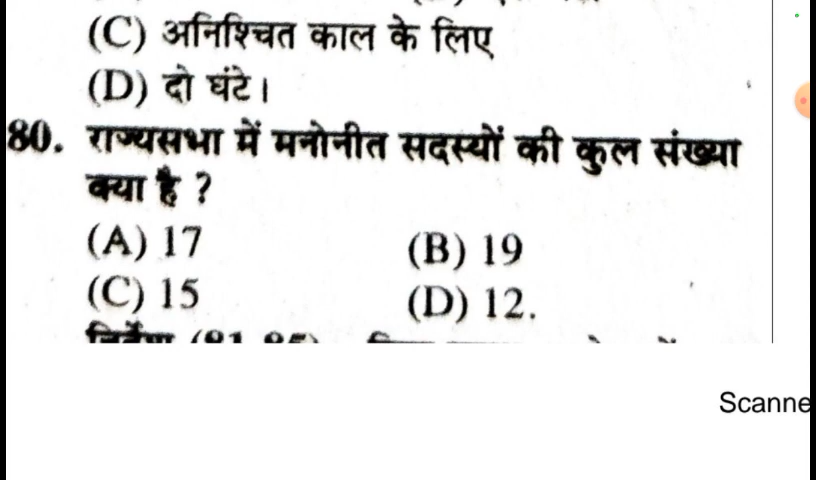 (C) अनिश्चित काल के लिए
(D) दो घंटे।
80. राज्यसभा में मनोनीत सदस्यों की कुल संख्या
क्या है ?
(A) 17 (B) 19
(C) 15 (D) 12.
Scanne